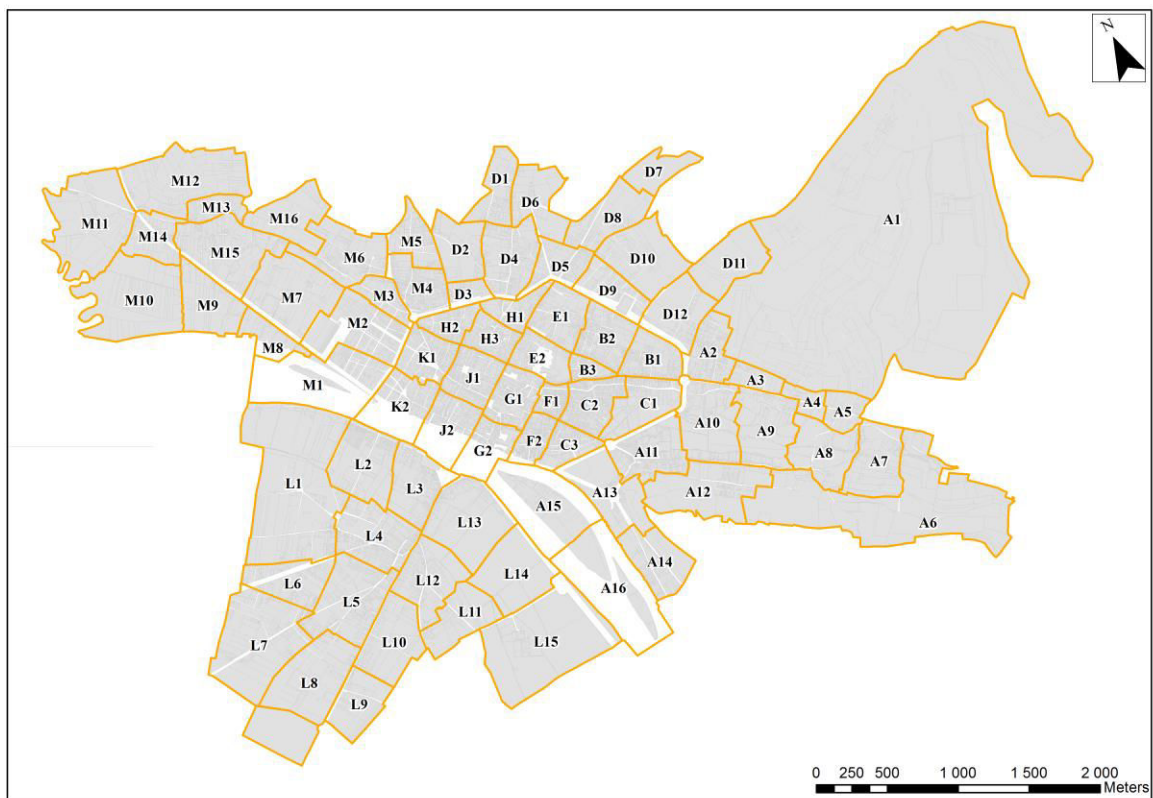 N
D1
D7
D6
M12
M13
D8
A1
M16
M11
M5
D2
M14
M15
M6
D4
D5
D10
D11
M10
M9
M7
M3
M4
D3
D9
D12
M2
H2
H1
E1
H3
B2
A2
M8
K1
E2
B1
B3
A3
M1
J1
K2
G1
F1
C2
C1
A4
A5
J2
G2
F2
C3
A10
A9
A11
A8
A7
L2
L1
L3
A13
A12
A15
A6
L13
L4
A14
L14
A16
L6
L12
L5
L11
L7
L10
L15
L8
L9
0 250 500 1 000 1 500 2 000
Meters